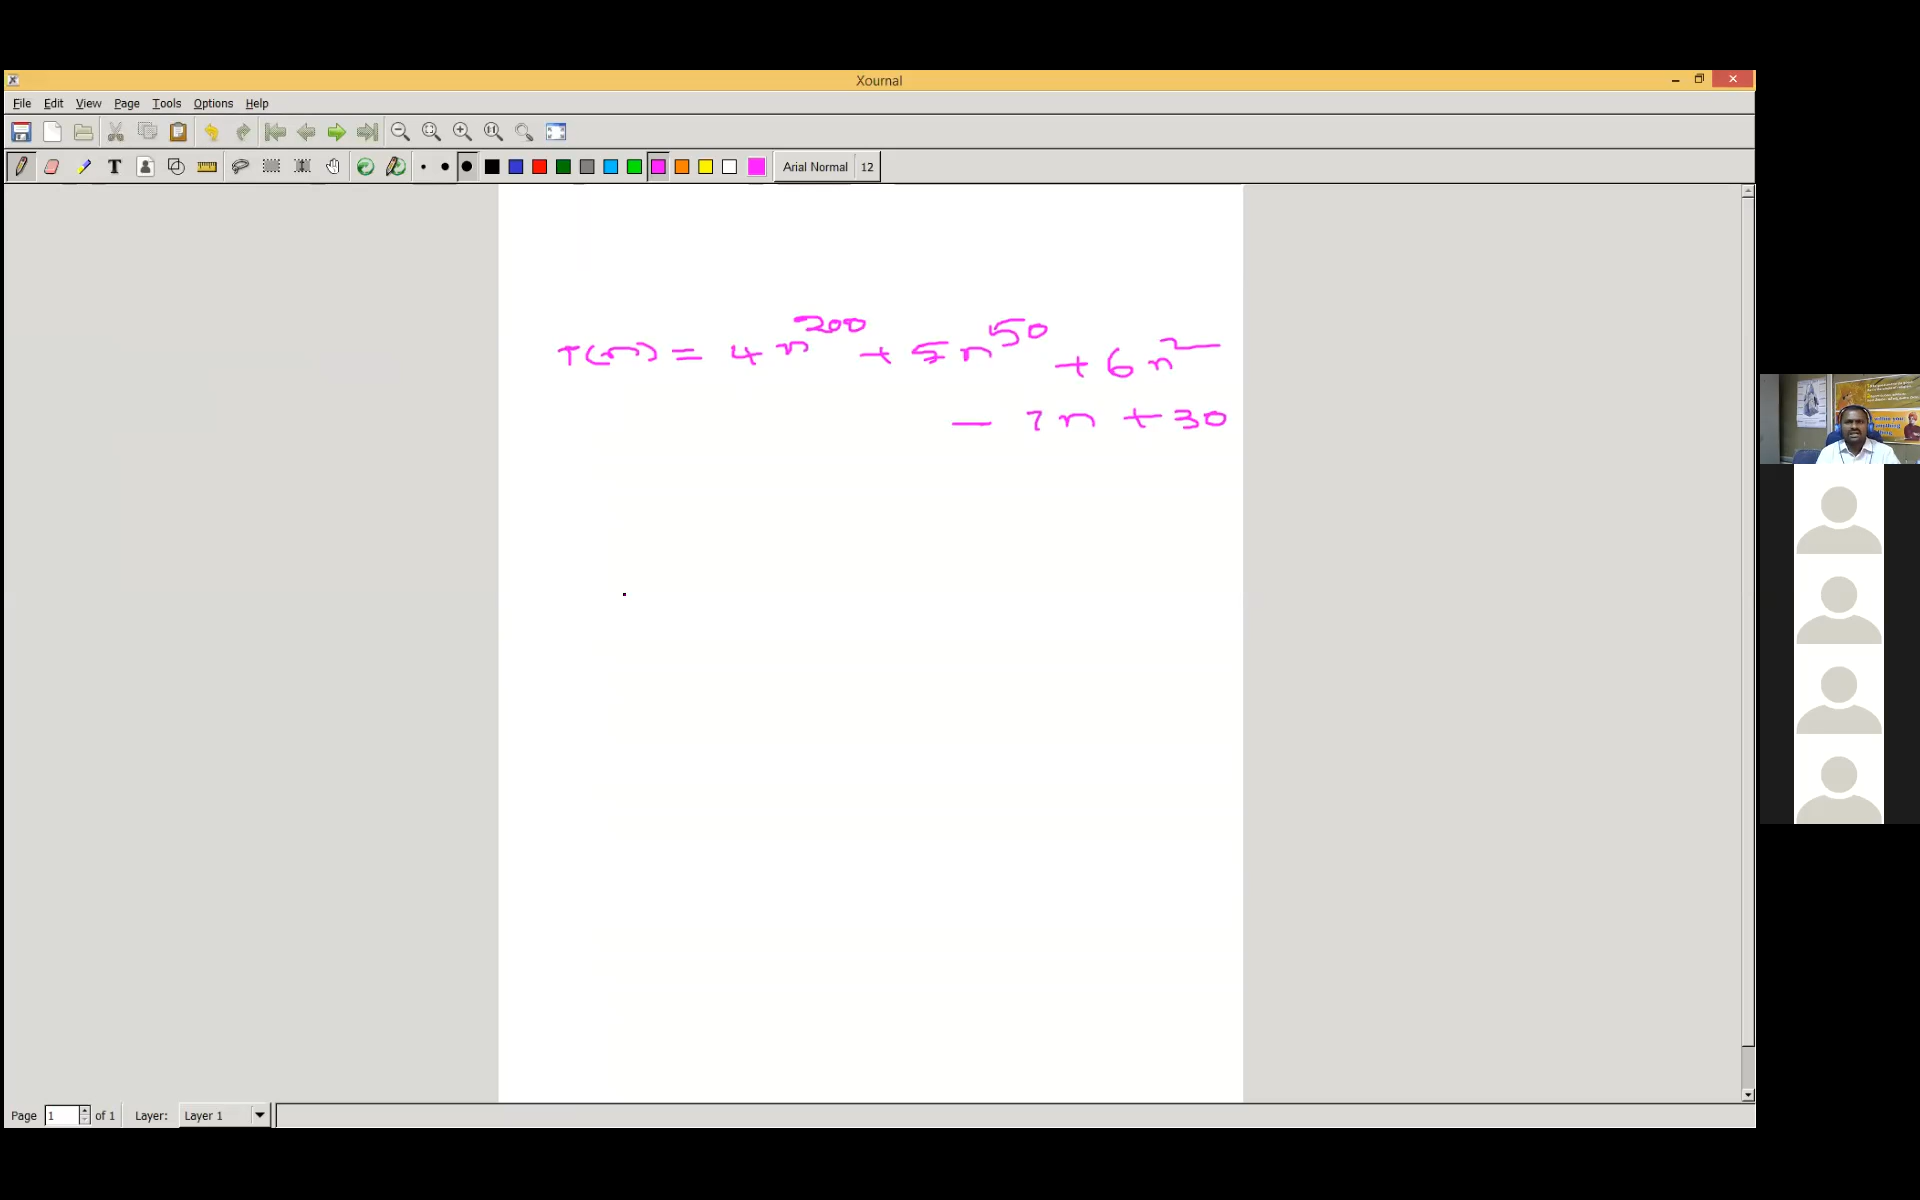 Xournal
File Edit View Page Tools Options Help
T Arial Normal 12
T(n) = 4n^200 + 5n^50 + 6n^2
- 7n + 30
Page 1 of 1 Layer: Layer 1